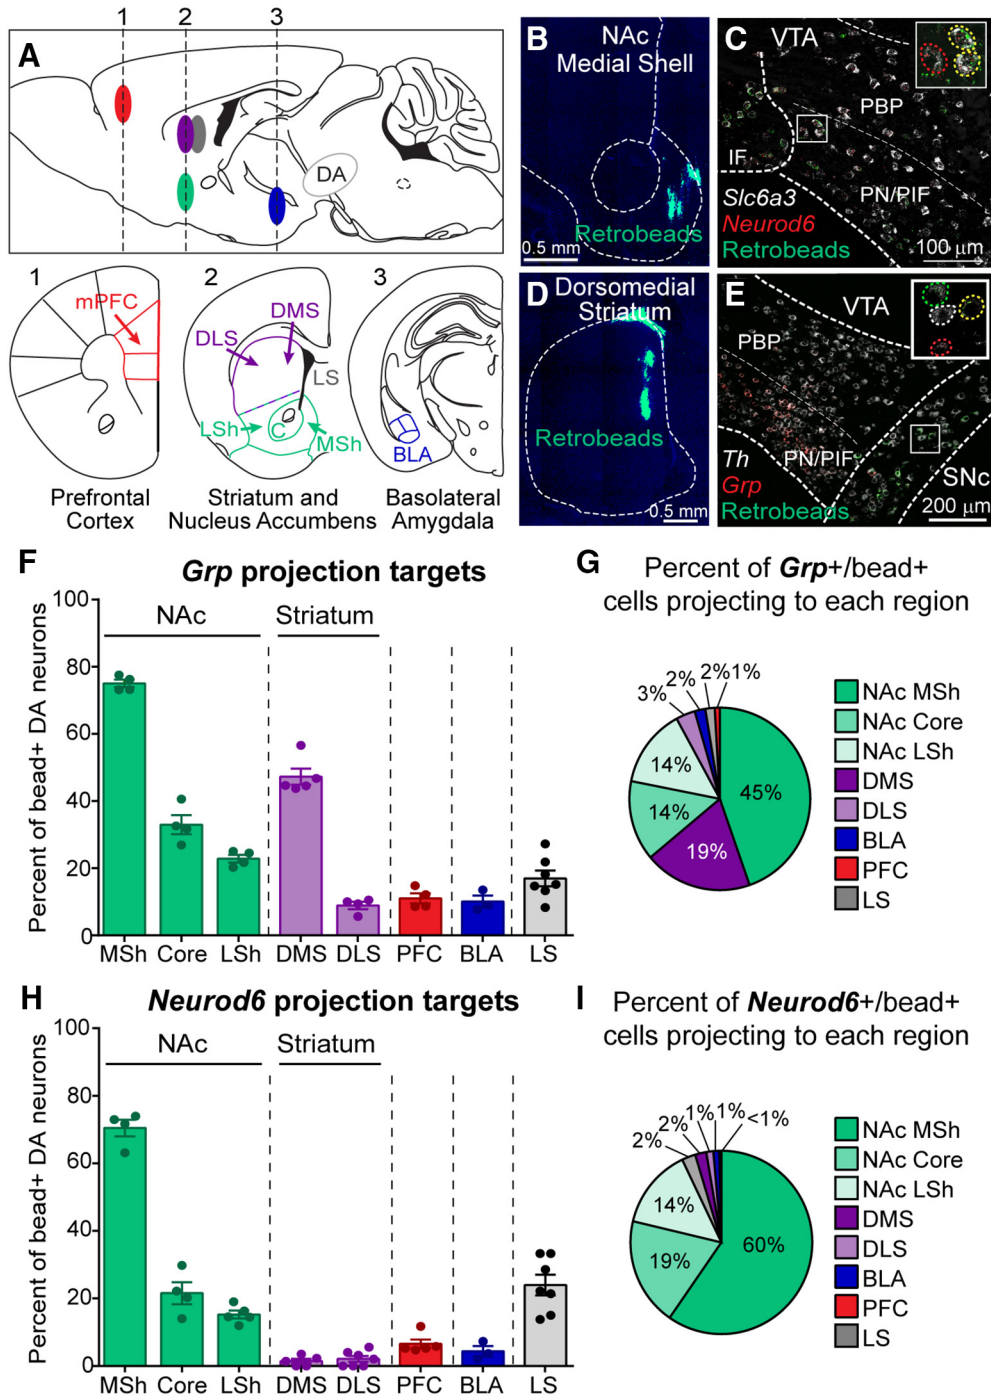 1 2 3
A
DA
1 2 3
mPFC
DMS
DLS
LS
LSh
C
MSh
BLA
Prefrontal
Cortex
Striatum and
Nucleus Accumbens
Basolateral
Amygdala
B
NAc
Medial Shell
Retrobeads
0.5 mm
C
VTA
PBP
IF
PN/PIF
Slc6a3
Neurod6
Retrobeads
100 µm
D
Dorsomedial
Striatum
Retrobeads
0.5 mm
E
VTA
PBP
PN/PIF
Th
Grp
Retrobeads
SNc
200 µm
F
Grp projection targets
Percent of bead+ DA neurons
100
80
60
40
20
0
NAc
Striatum
MSh Core LSh DMS DLS PFC BLA LS
G
Percent of Grp+/bead+
cells projecting to each region
3% 2% 2% 1%
14%
14%
19%
45%
NAc MSh
NAc Core
NAc LSh
DMS
DLS
BLA
PFC
LS
H
Neurod6 projection targets
Percent of bead+ DA neurons
100
80
60
40
20
0
NAc
Striatum
MSh Core LSh DMS DLS PFC BLA LS
I
Percent of Neurod6+/bead+
cells projecting to each region
2% 2% 1% 1% <1%
14%
19%
60%
NAc MSh
NAc Core
NAc LSh
DMS
DLS
BLA
PFC
LS